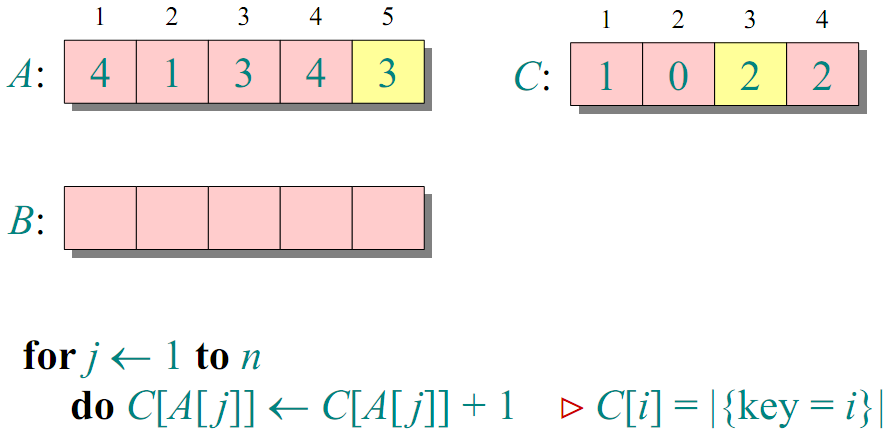 1 2 3 4 5
A: 4 1 3 4 3
1 2 3 4
C: 1 0 2 2
B:
for j ← 1 to n
do C[A[j]] ← C[A[j]] + 1 ▷ C[i] = |{key = i}|